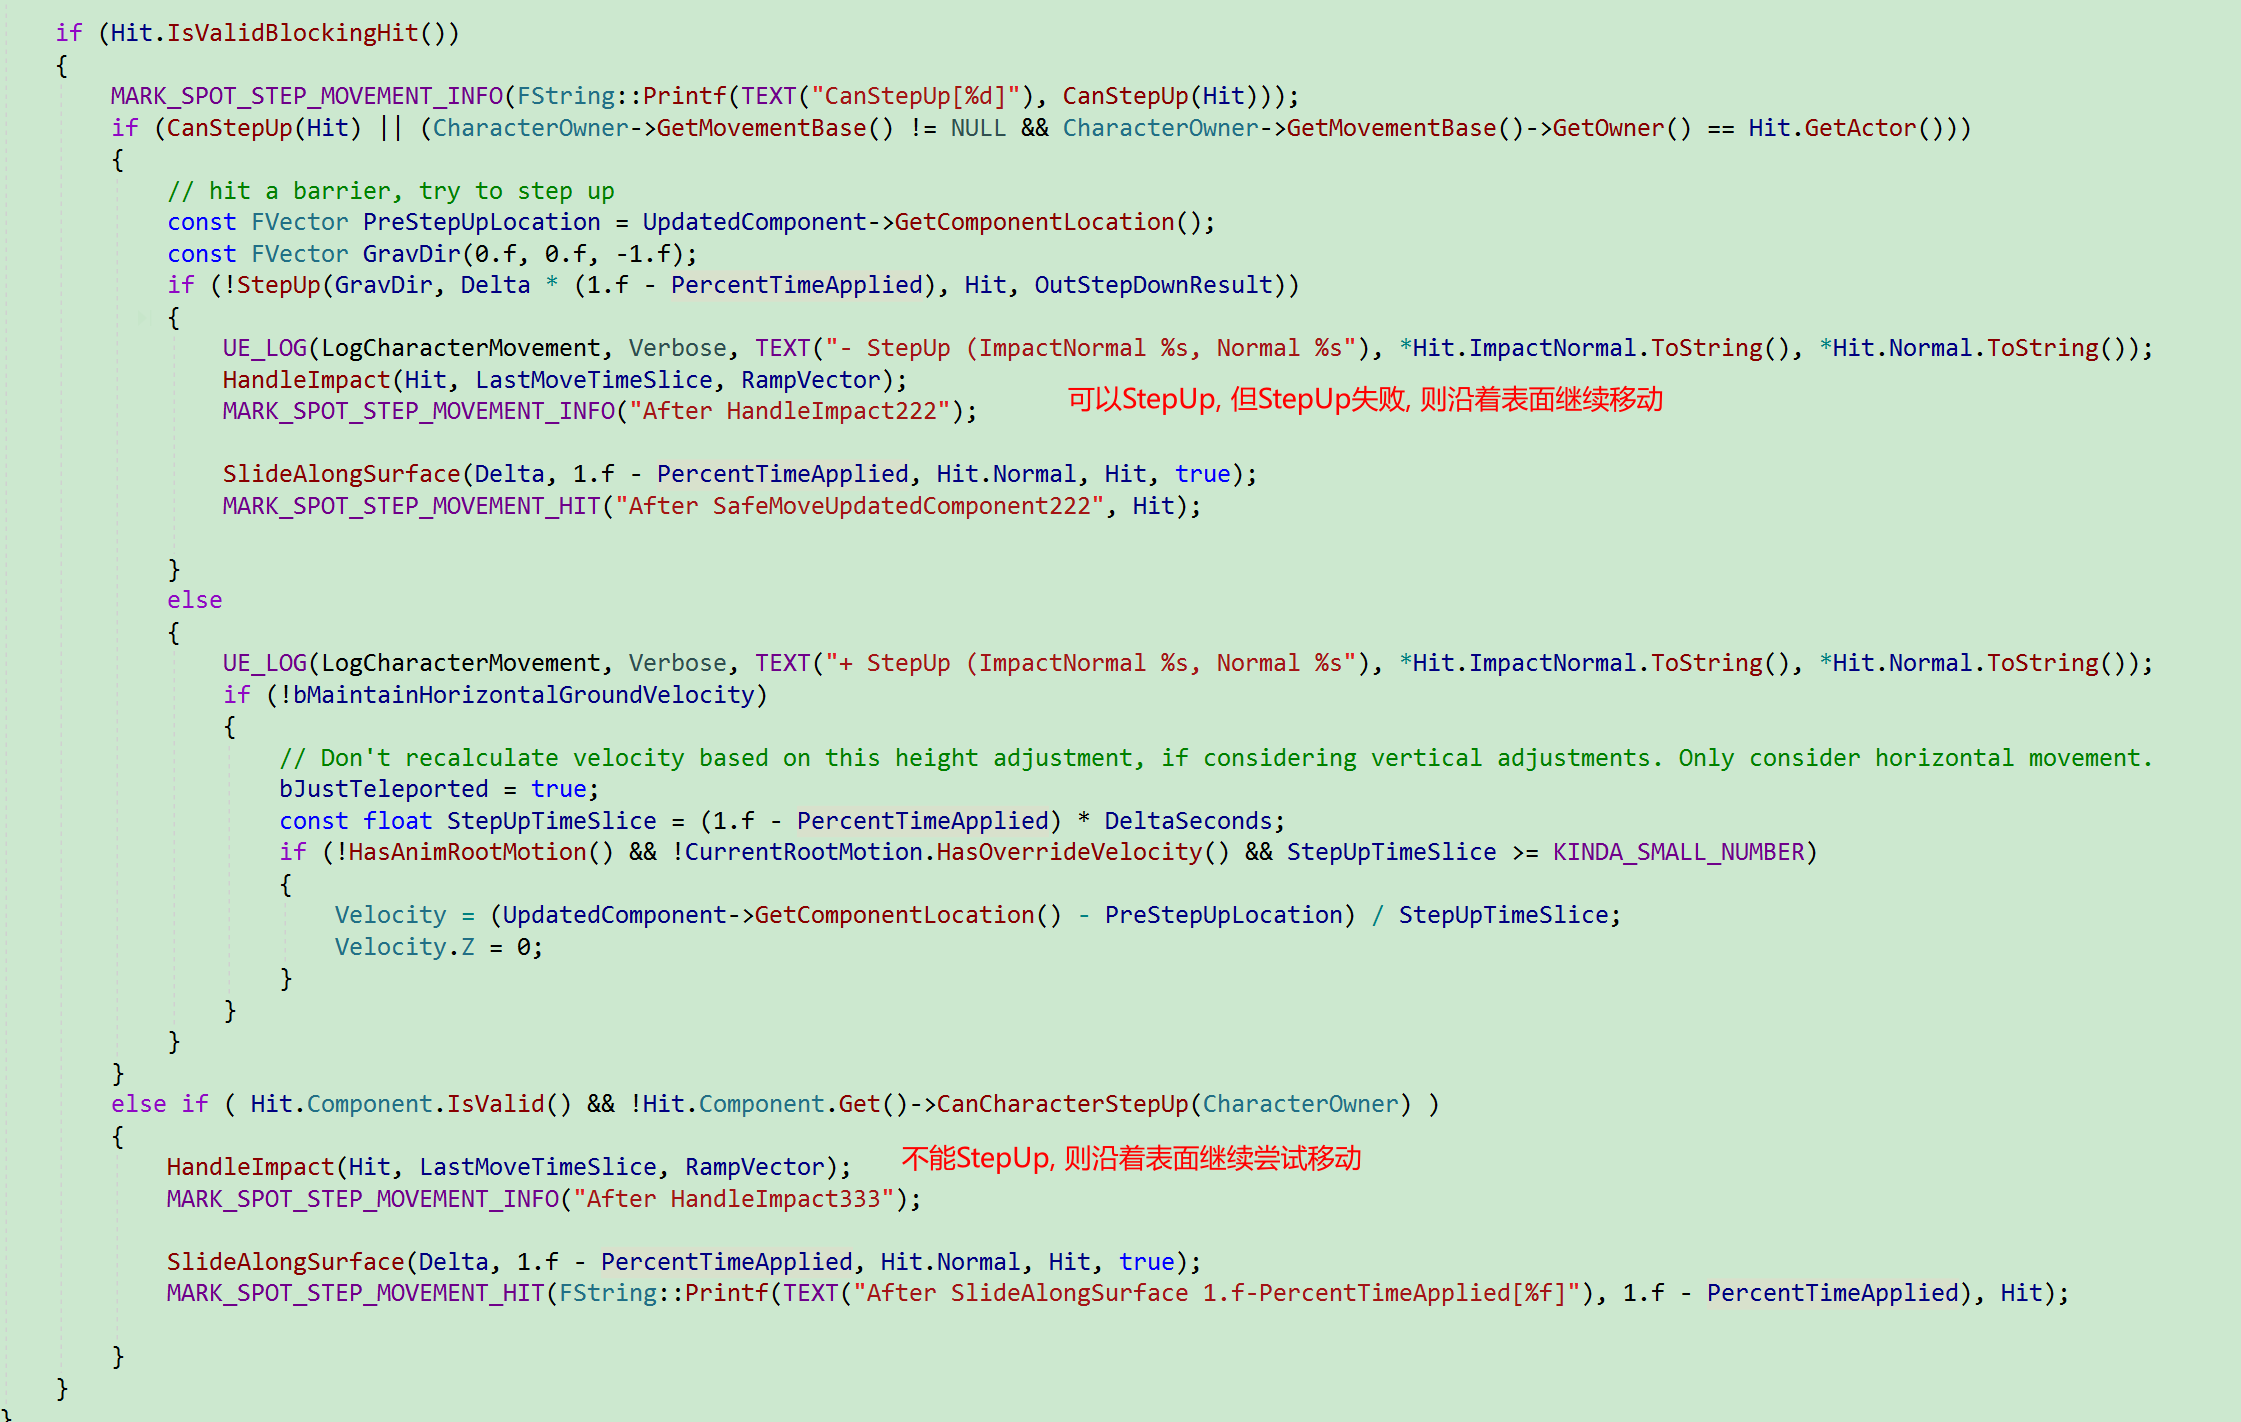 if (Hit.IsValidBlockingHit())
{
MARK_SPOT_STEP_MOVEMENT_INFO(FString::Printf(TEXT("CanStepUp[%d]"), CanStepUp(Hit)));
if (CanStepUp(Hit) || (CharacterOwner->GetMovementBase() != NULL && CharacterOwner->GetMovementBase()->GetOwner() == Hit.GetActor()))
{
// hit a barrier, try to step up
const FVector PreStepUpLocation = UpdatedComponent->GetComponentLocation();
const FVector GravDir(0.f, 0.f, -1.f);
if (!StepUp(GravDir, Delta * (1.f - PercentTimeApplied), Hit, OutStepDownResult))
{
UE_LOG(LogCharacterMovement, Verbose, TEXT("- StepUp (ImpactNormal %s, Normal %s"), *Hit.ImpactNormal.ToString(), *Hit.Normal.ToString());
HandleImpact(Hit, LastMoveTimeSlice, RampVector);
可以StepUp, 但StepUp失败, 则沿着表面继续移动
MARK_SPOT_STEP_MOVEMENT_INFO("After HandleImpact222");
SlideAlongSurface(Delta, 1.f - PercentTimeApplied, Hit.Normal, Hit, true);
MARK_SPOT_STEP_MOVEMENT_HIT("After SafeMoveUpdatedComponent222", Hit);
}
else
{
UE_LOG(LogCharacterMovement, Verbose, TEXT("+ StepUp (ImpactNormal %s, Normal %s"), *Hit.ImpactNormal.ToString(), *Hit.Normal.ToString());
if (!bMaintainHorizontalGroundVelocity)
{
// Don't recalculate velocity based on this height adjustment, if considering vertical adjustments. Only consider horizontal movement.
bJustTeleported = true;
const float StepUpTimeSlice = (1.f - PercentTimeApplied) * DeltaSeconds;
if (!HasAnimRootMotion() && !CurrentRootMotion.HasOverrideVelocity() && StepUpTimeSlice >= KINDA_SMALL_NUMBER)
{
Velocity = (UpdatedComponent->GetComponentLocation() - PreStepUpLocation) / StepUpTimeSlice;
Velocity.Z = 0;
}
}
}
}
else if ( Hit.Component.IsValid() && !Hit.Component.Get()->CanCharacterStepUp(CharacterOwner) )
{
HandleImpact(Hit, LastMoveTimeSlice, RampVector);
不能StepUp, 则沿着表面继续尝试移动
MARK_SPOT_STEP_MOVEMENT_INFO("After HandleImpact333");
SlideAlongSurface(Delta, 1.f - PercentTimeApplied, Hit.Normal, Hit, true);
MARK_SPOT_STEP_MOVEMENT_HIT(FString::Printf(TEXT("After SlideAlongSurface 1.f-PercentTimeApplied[%f]"), 1.f - PercentTimeApplied), Hit);
}
}
}